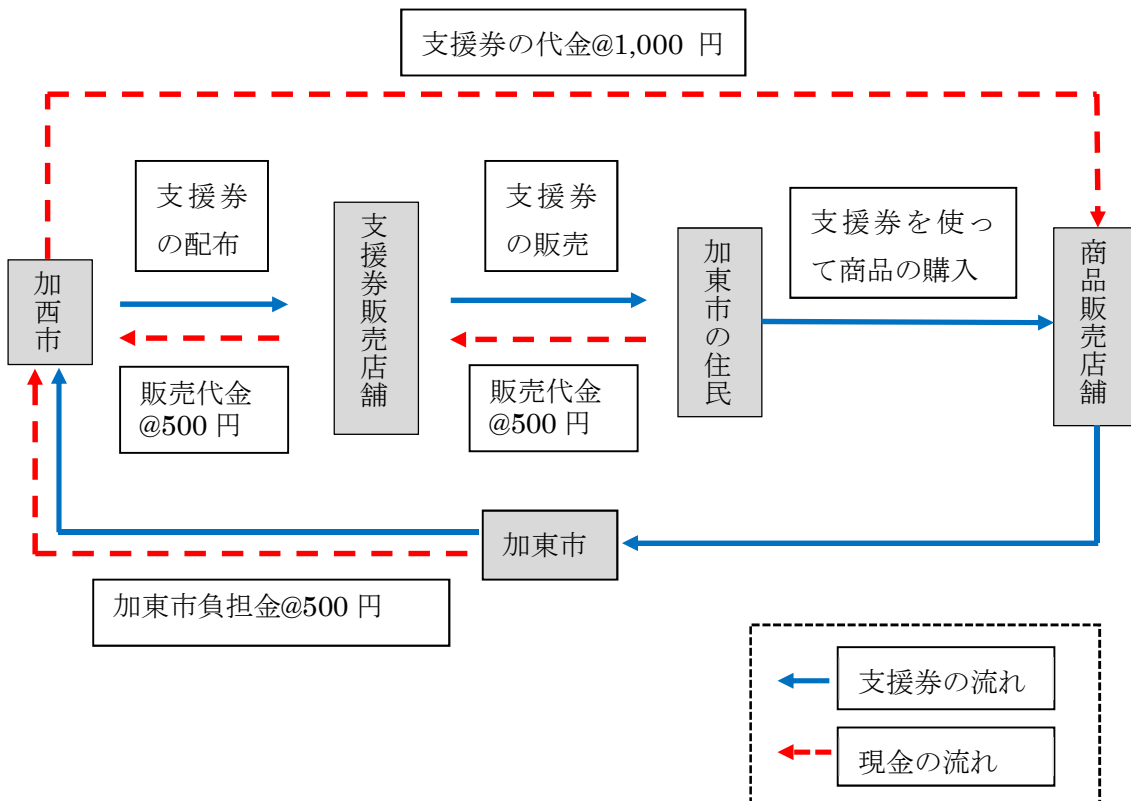 支援券の代金@1,000 円
支援券
の配布
支援券
の販売
支援券を使っ
て商品の購入
加西市
支援券販売店舗
加東市の住民
商品販売店舗
販売代金
@500 円
販売代金
@500 円
加東市
加東市負担金@500 円
支援券の流れ
現金の流れ